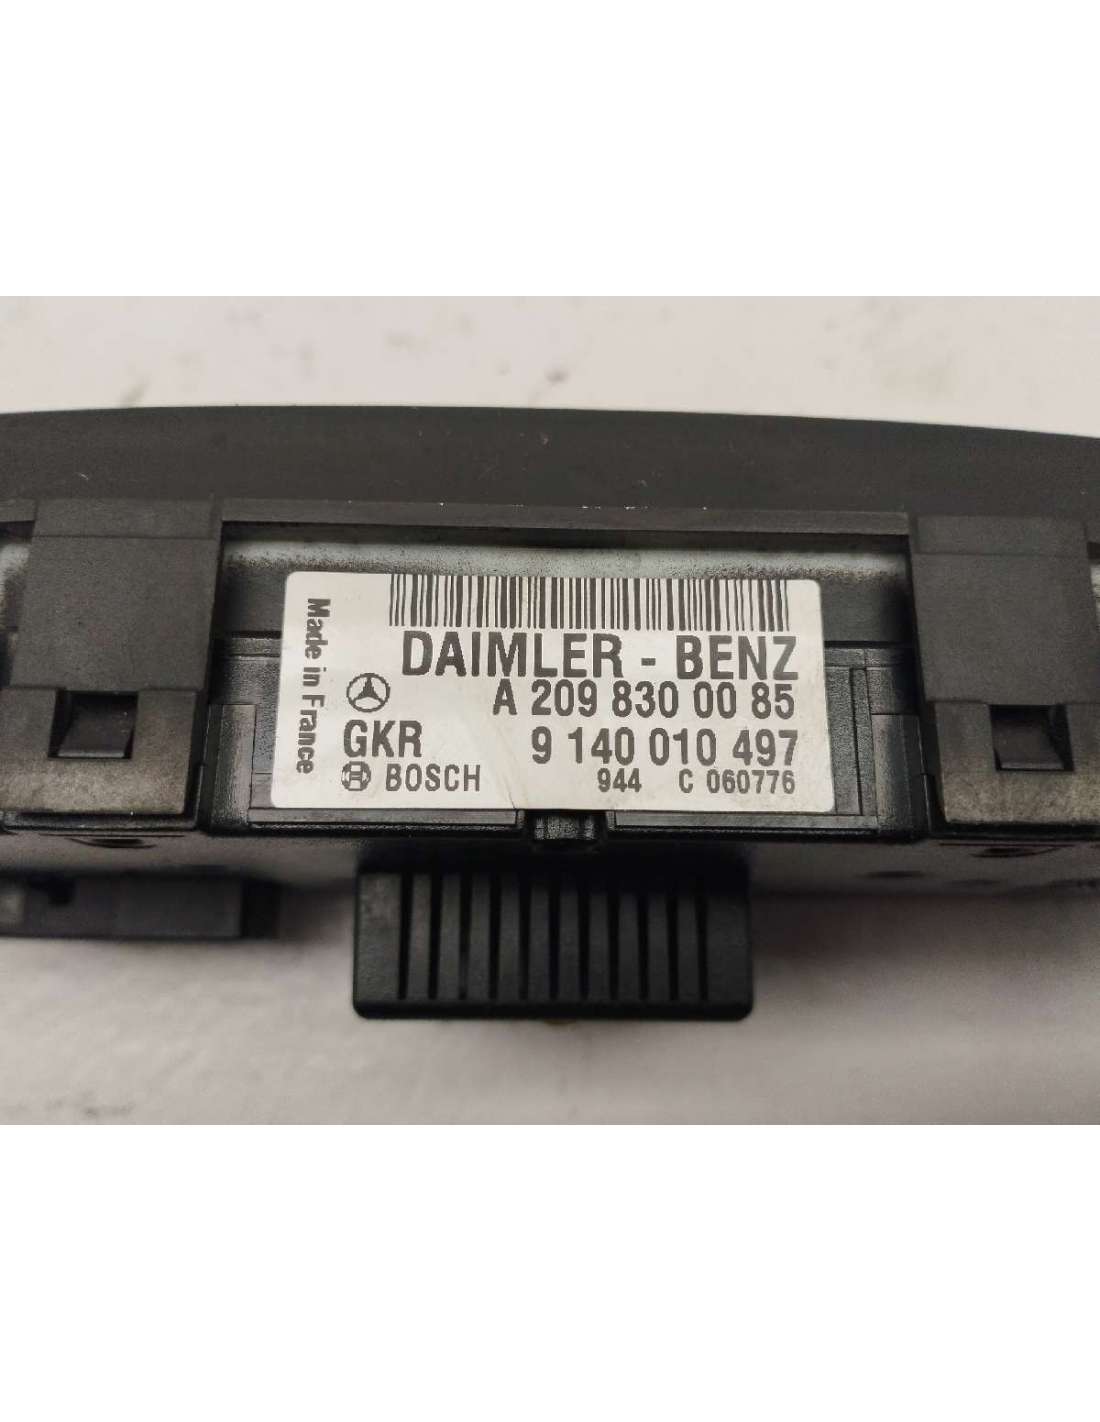 Made in France
DAIMLER - BENZ
A 209 830 00 85
GKR 9 140 010 497
BOSCH 944 C 060776